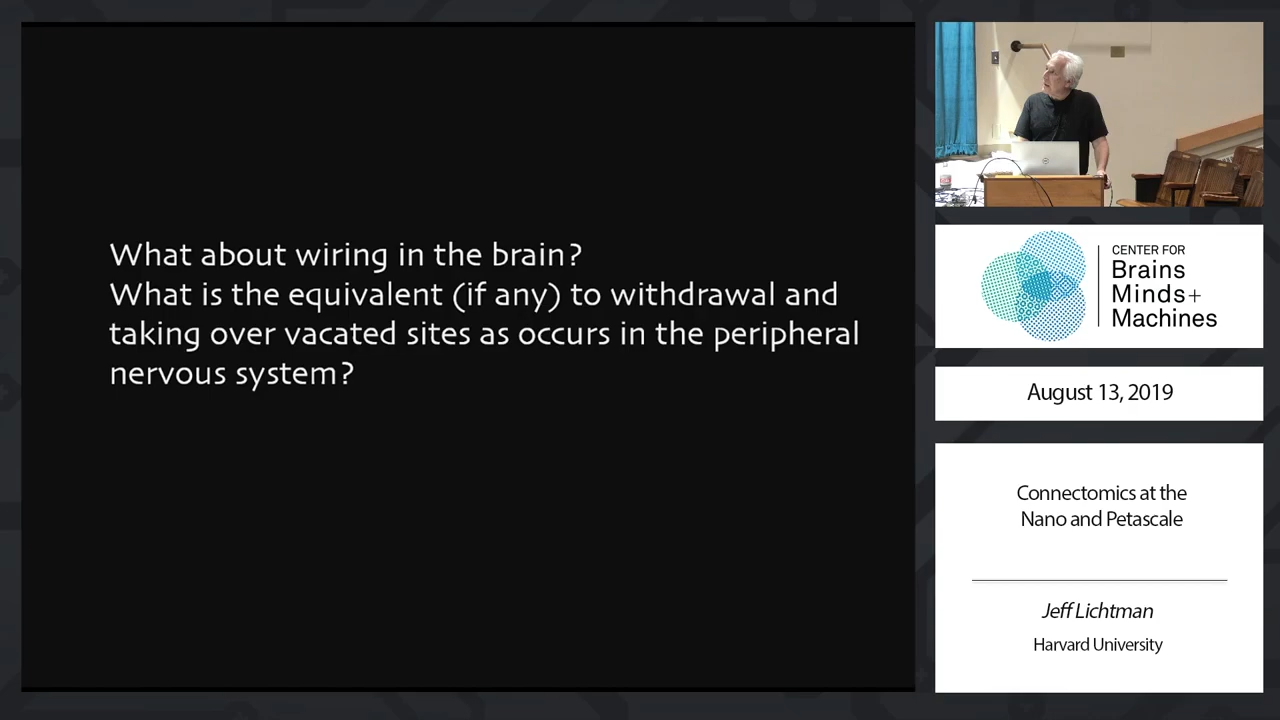 What about wiring in the brain?
What is the equivalent (if any) to withdrawal and
taking over vacated sites as occurs in the peripheral
nervous system?
CENTER FOR
Brains
Minds+
Machines
August 13, 2019
Connectomics at the
Nano and Petascale
Jeff Lichtman
Harvard University